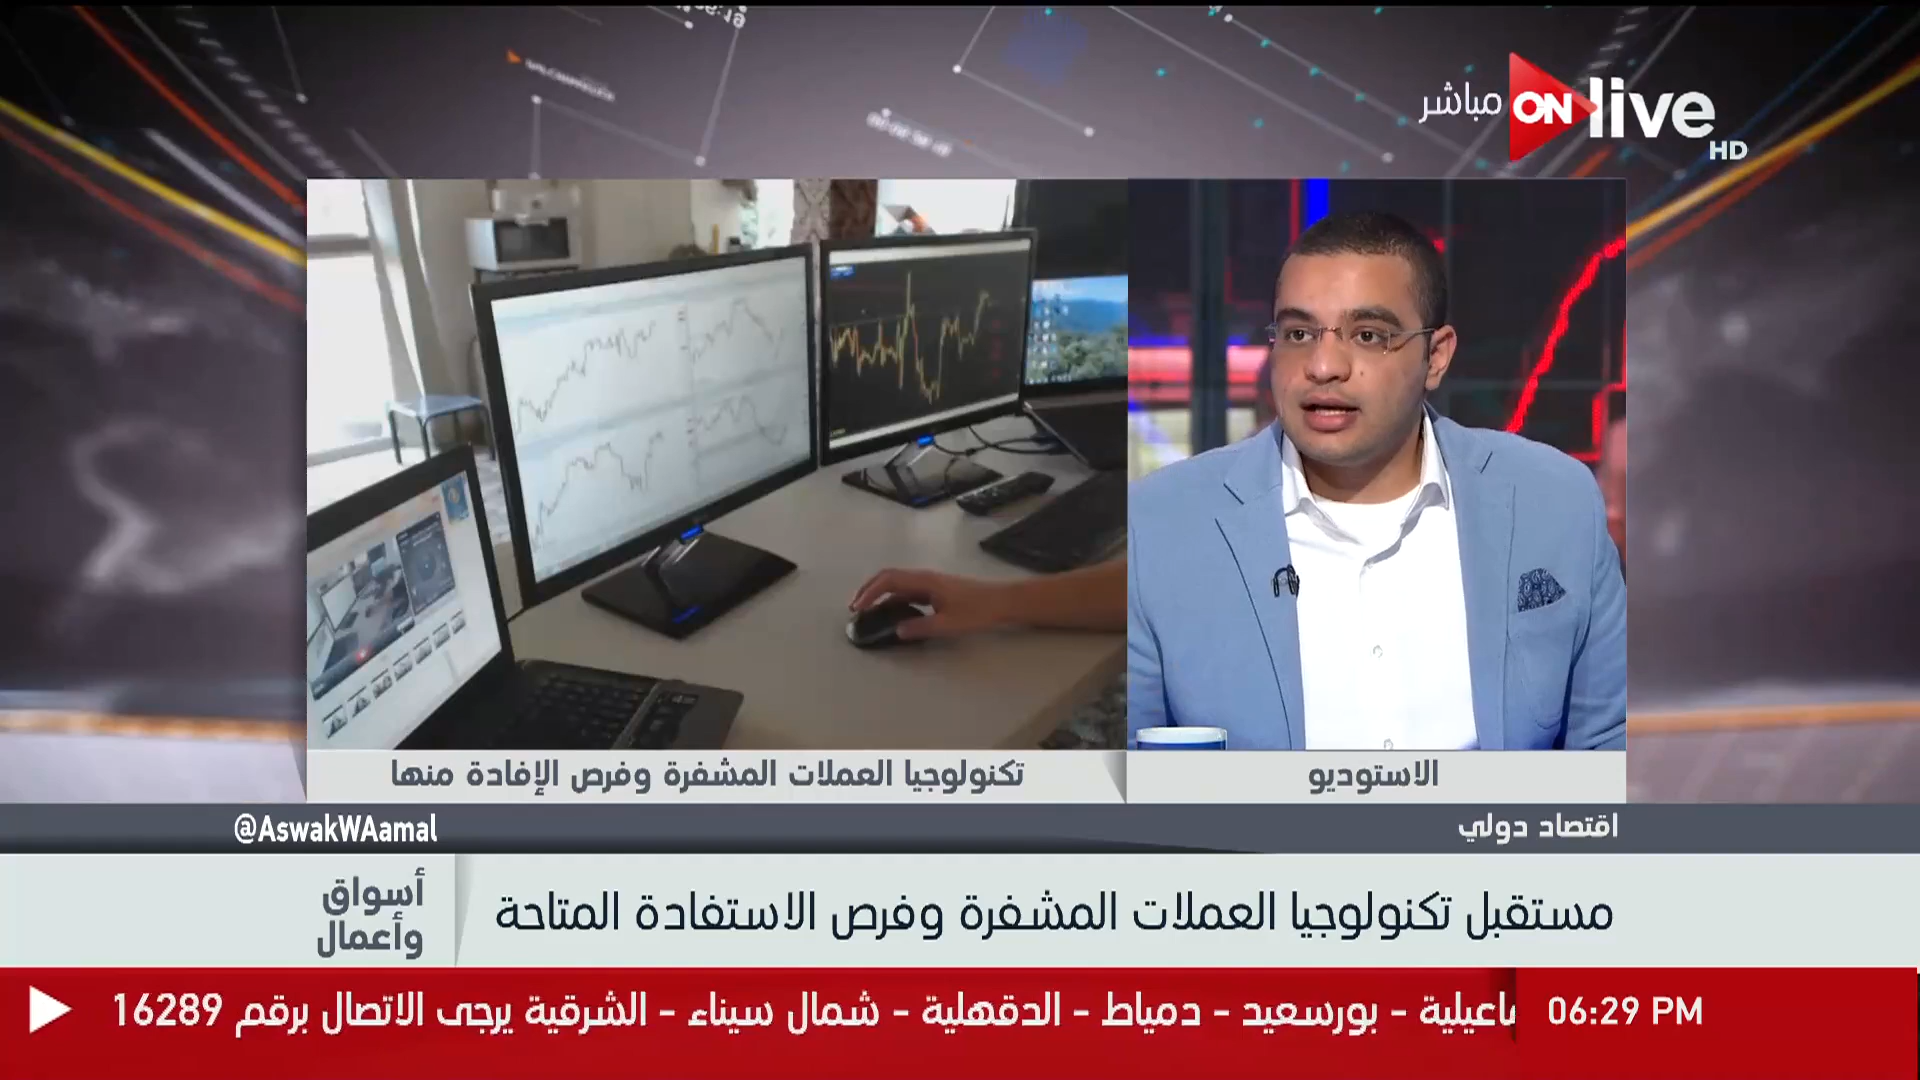 مباشر ON live
HD
تكنولوجيا العملات المشفرة وفرص الإفادة منها
الاستوديو
@AswakWAamal
اقتصاد دولي
مستقبل تكنولوجيا العملات المشفرة وفرص الاستفادة المتاحة
أسواق
وأعمال
06:29 PM
ـاعيلية - بورسعيد - دمياط - الدقهلية - شمال سيناء - الشرقية يرجى الاتصال برقم 16289